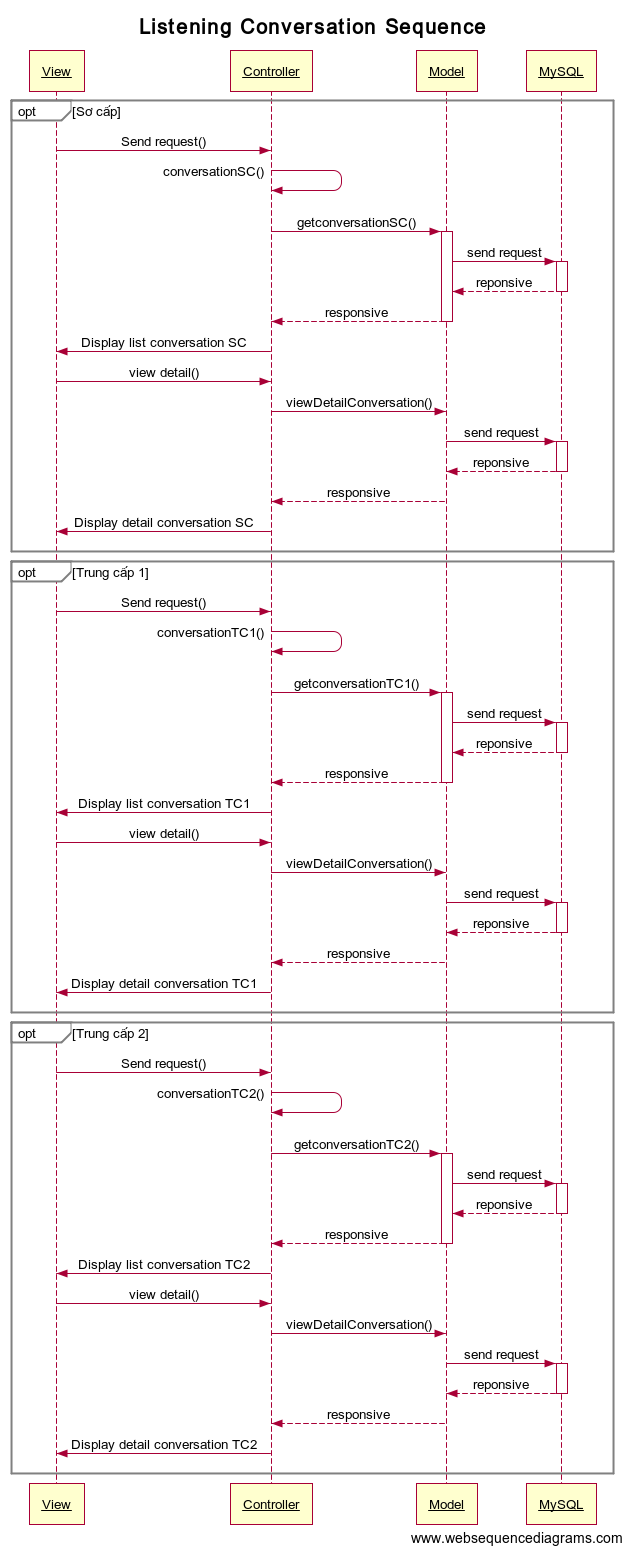 Listening Conversation Sequence
View Controller Model MySQL
opt [Sơ cấp]
Send request()
conversationSC()
getconversationSC()
send request
reponsive
responsive
Display list conversation SC
view detail()
viewDetailConversation()
send request
reponsive
responsive
Display detail conversation SC
opt [Trung cấp 1]
Send request()
conversationTC1()
getconversationTC1()
send request
reponsive
responsive
Display list conversation TC1
view detail()
viewDetailConversation()
send request
reponsive
responsive
Display detail conversation TC1
opt [Trung cấp 2]
Send request()
conversationTC2()
getconversationTC2()
send request
reponsive
responsive
Display list conversation TC2
view detail()
viewDetailConversation()
send request
reponsive
responsive
Display detail conversation TC2
View Controller Model MySQL
www.websequencediagrams.com